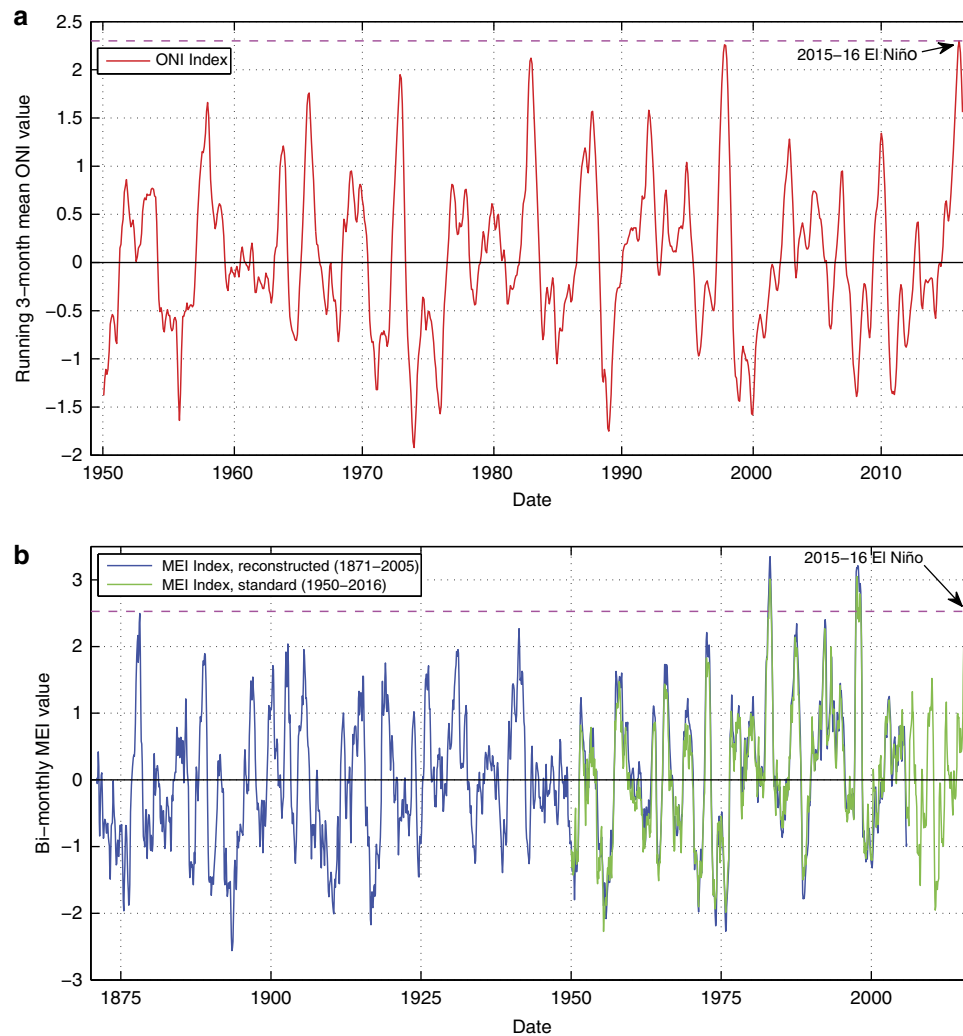 a
2.5
2
1.5
1
0.5
0
−0.5
−1
−1.5
−2
Running 3-month mean ONI value
ONI Index
2015−16 El Niño
1950 1960 1970 1980 1990 2000 2010
Date
b
3
2
1
0
−1
−2
−3
Bi-monthly MEI value
MEI Index, reconstructed (1871−2005)
MEI Index, standard (1950−2016)
2015−16 El Niño
1875 1900 1925 1950 1975 2000
Date